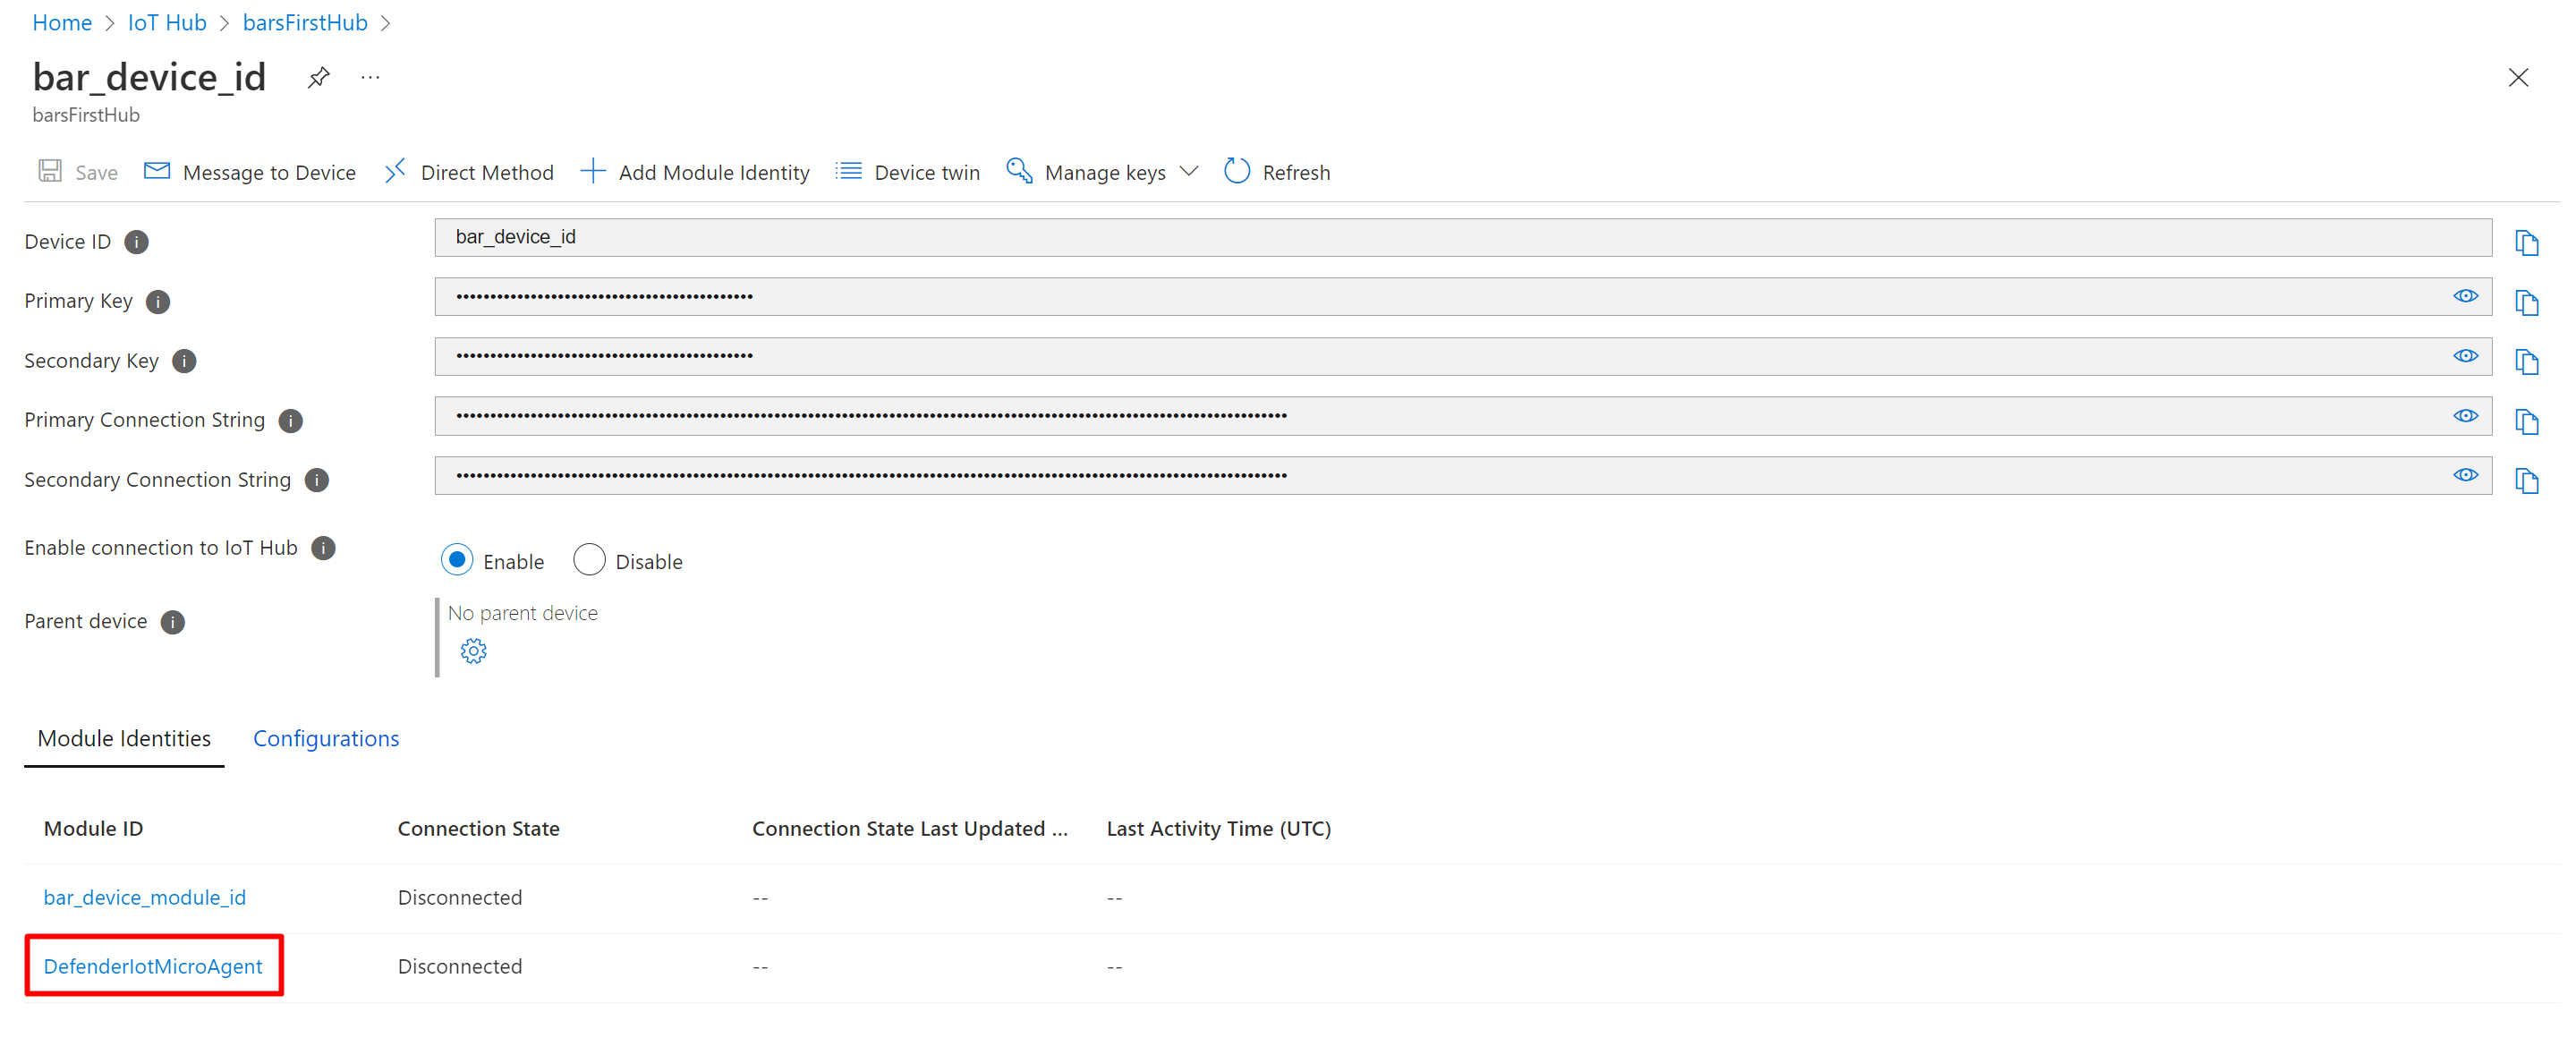 Home > IoT Hub > barsFirstHub >
bar_device_id ...
barsFirstHub
Save Message to Device Direct Method Add Module Identity Device twin Manage keys Refresh
Device ID i bar_device_id
Primary Key i
Secondary Key i
Primary Connection String i
Secondary Connection String i
Enable connection to IoT Hub i Enable Disable
Parent device i No parent device
Module Identities Configurations
Module ID Connection State Connection State Last Updated ... Last Activity Time (UTC)
bar_device_module_id Disconnected -- --
DefenderIotMicroAgent Disconnected -- --